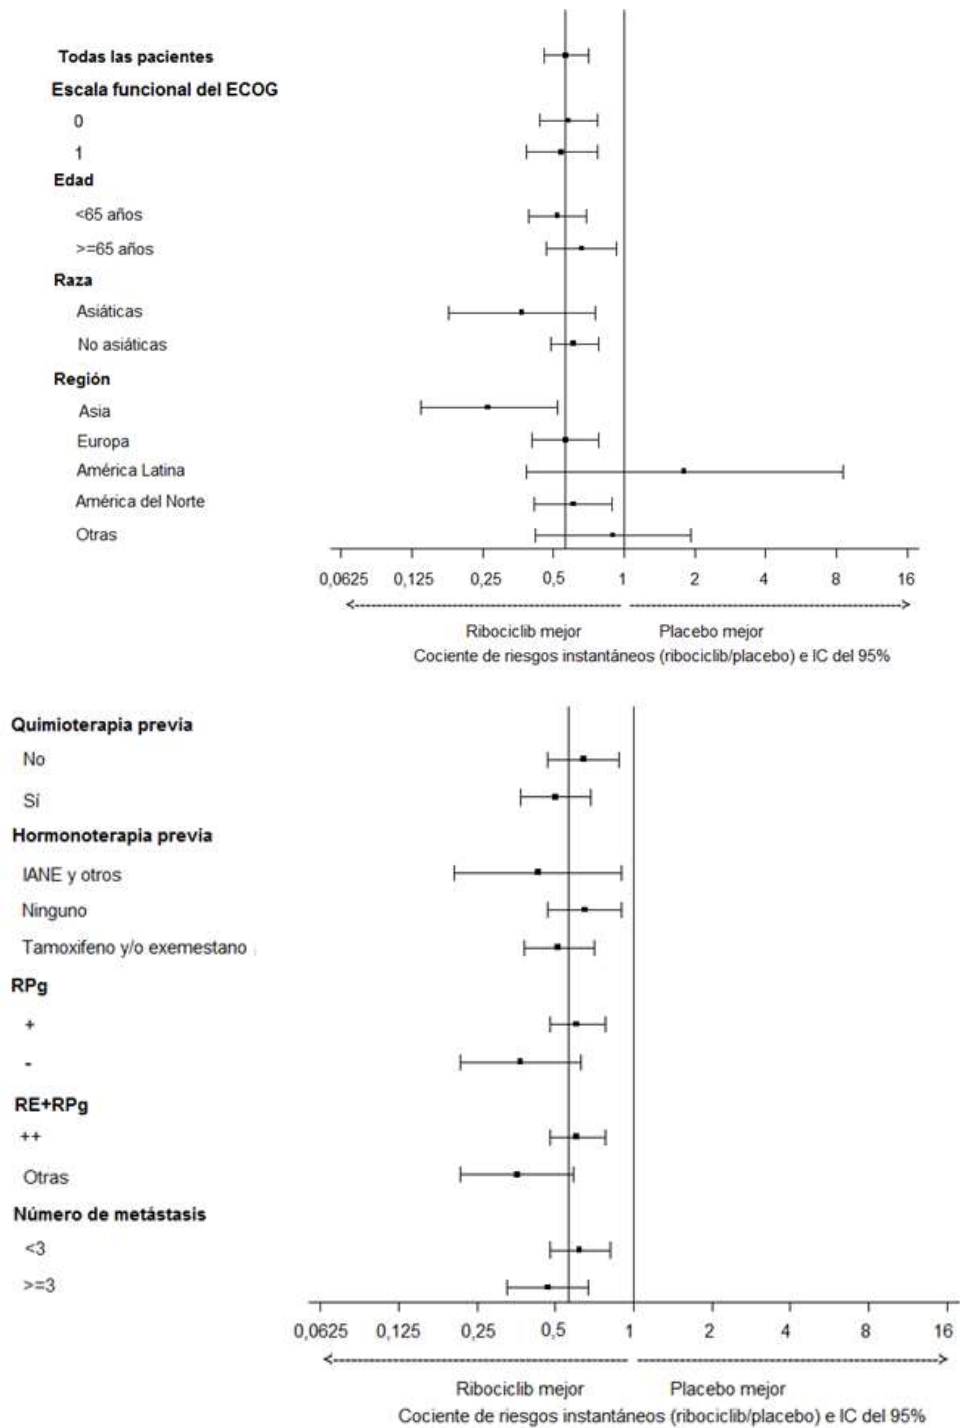 Todas las pacientes
Escala funcional del ECOG
0
1
Edad
<65 años
>=65 años
Raza
Asiáticas
No asiáticas
Región
Asia
Europa
América Latina
América del Norte
Otras
0,0625 0,125 0,25 0,5 1 2 4 8 16
Ribociclib mejor Placebo mejor
Cociente de riesgos instantáneos (ribociclib/placebo) e IC del 95%
Quimioterapia previa
No
Sí
Hormonoterapia previa
IANE y otros
Ninguno
Tamoxifeno y/o exemestano
RPg
+
-
RE+RPg
++
Otras
Número de metástasis
<3
>=3
0,0625 0,125 0,25 0,5 1 2 4 8 16
Ribociclib mejor Placebo mejor
Cociente de riesgos instantáneos (ribociclib/placebo) e IC del 95%